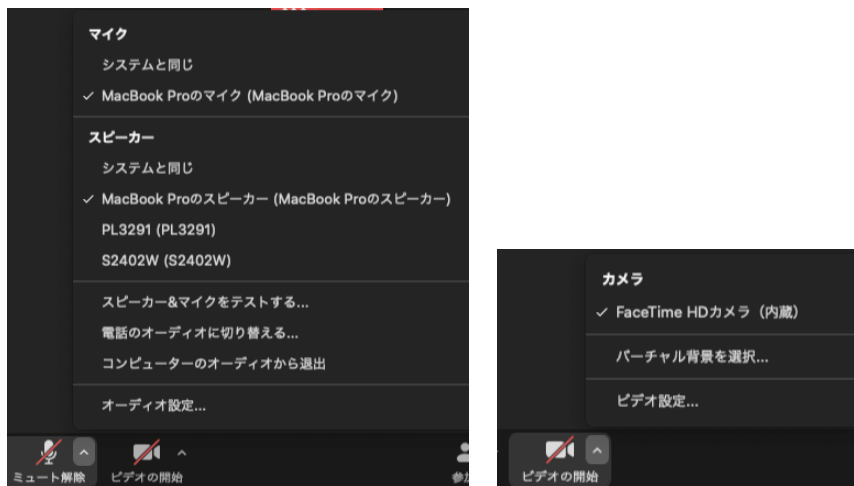 マイク
システムと同じ
✓ MacBook Proのマイク (MacBook Proのマイク)
スピーカー
システムと同じ
✓ MacBook Proのスピーカー (MacBook Proのスピーカー)
PL3291 (PL3291)
S2402W (S2402W)
スピーカー&マイクをテストする...
電話のオーディオに切り替える...
コンピューターのオーディオから退出
オーディオ設定...
ミュート解除
ビデオの開始
カメラ
✓ FaceTime HDカメラ（内蔵）
バーチャル背景を選択...
ビデオ設定...
ビデオの開始